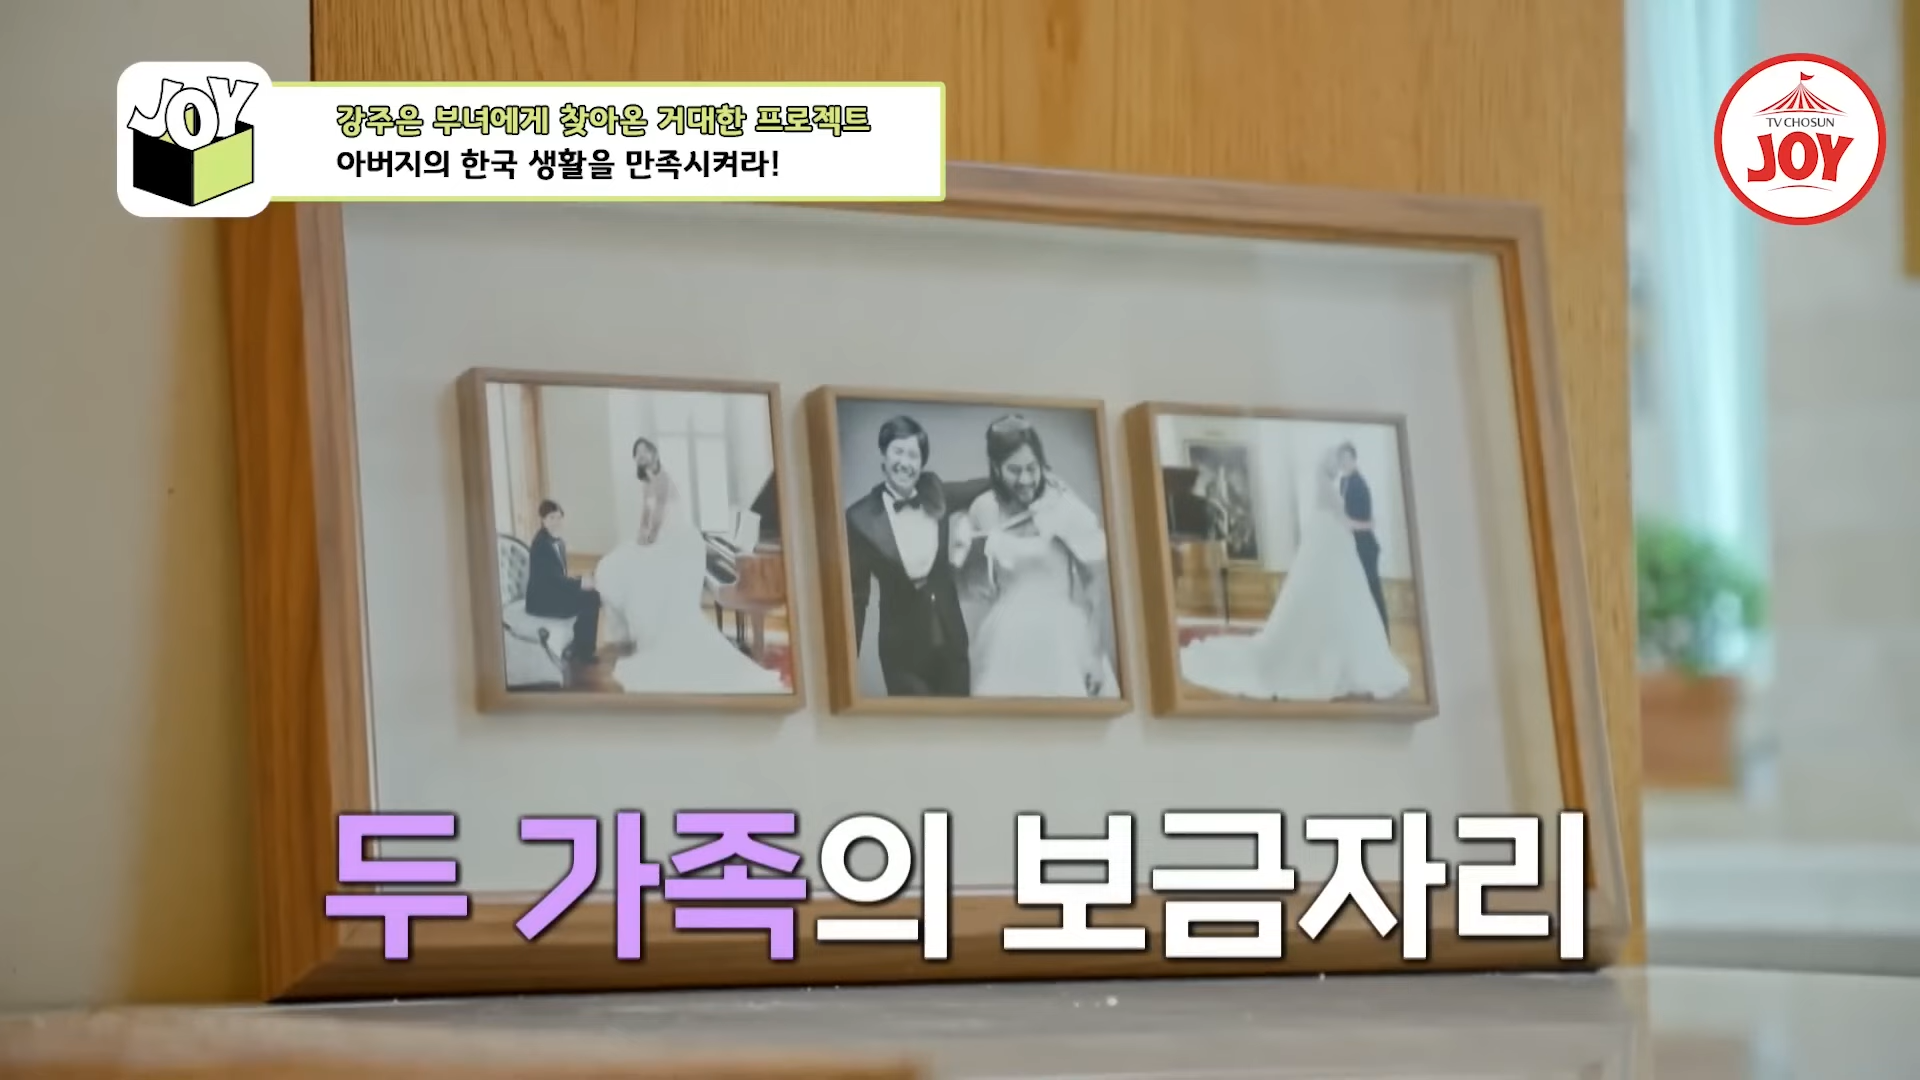 JOY
강주은 부녀에게 찾아온 거대한 프로젝트
아버지의 한국 생활을 만족시켜라!
TV CHOSUN
JOY
두 가족의 보금자리